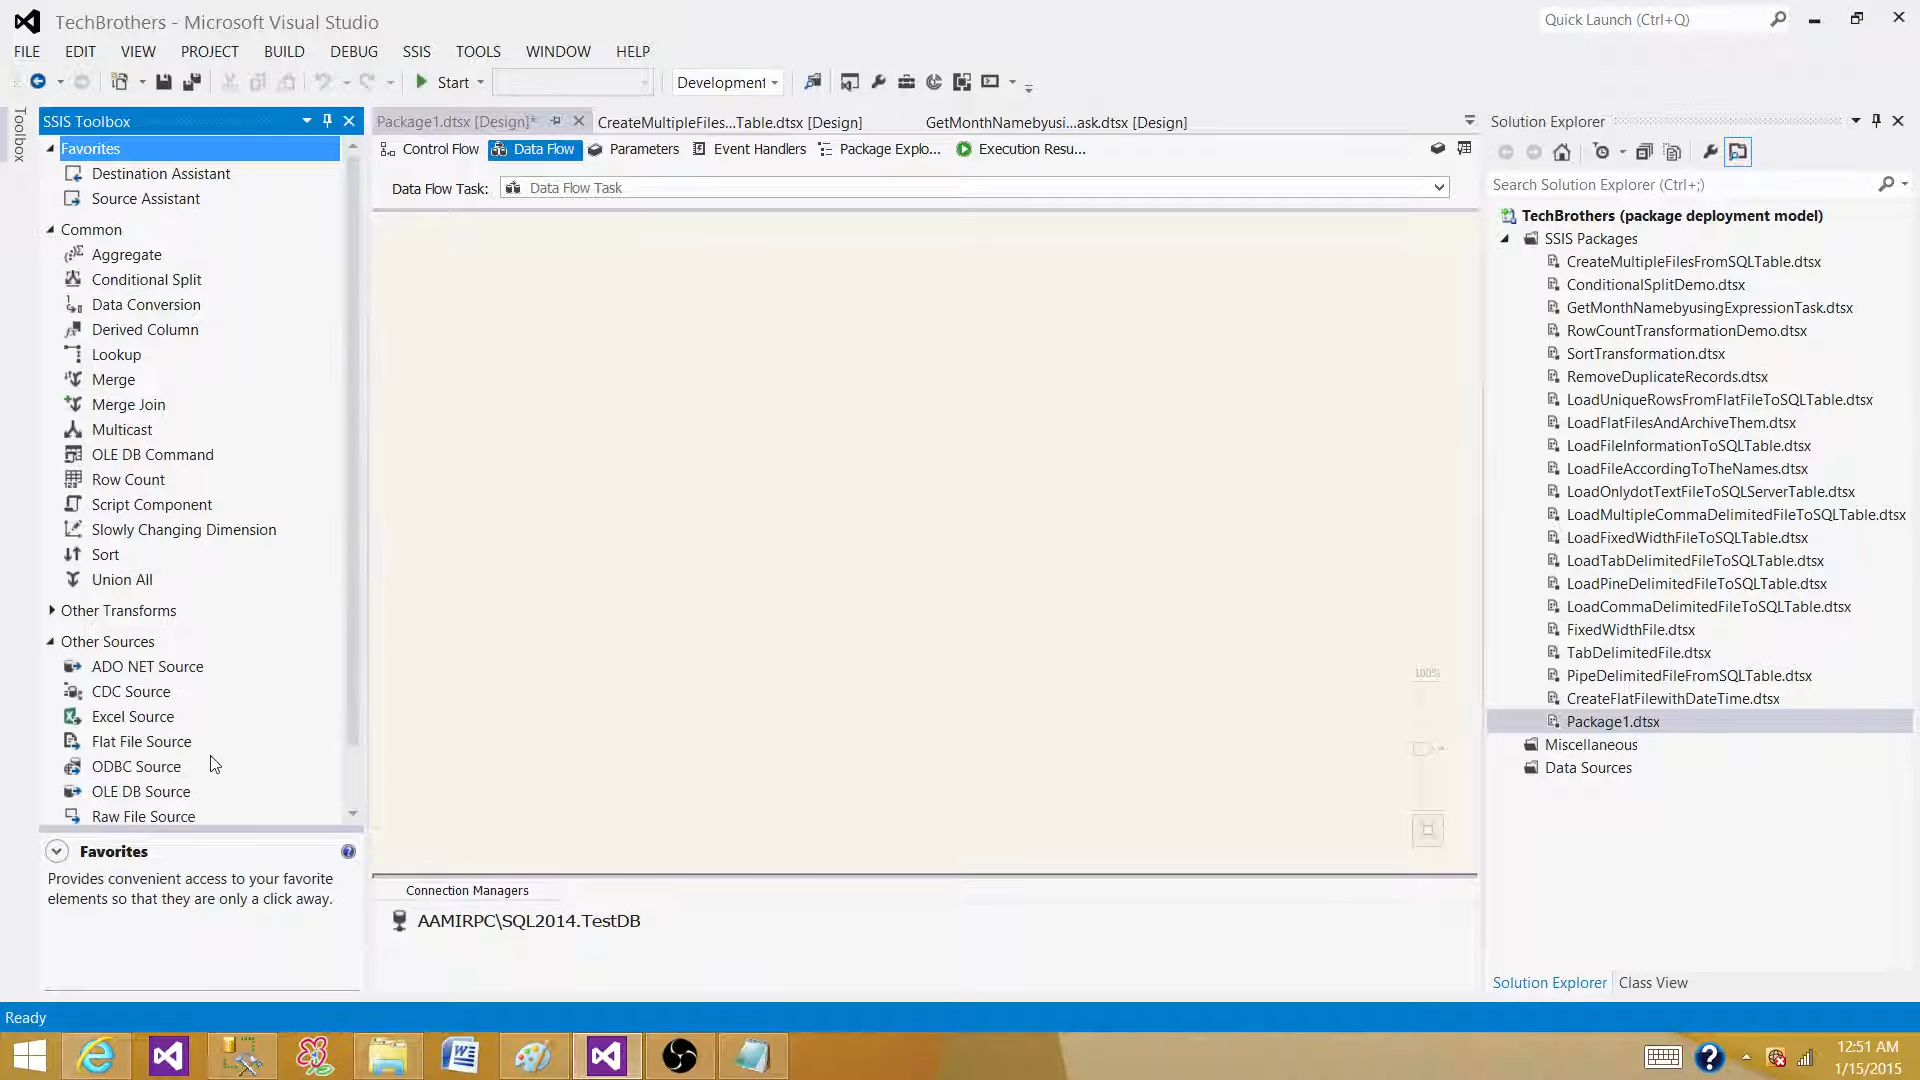 TechBrothers - Microsoft Visual Studio
Quick Launch (Ctrl+Q)
FILE EDIT VIEW PROJECT BUILD DEBUG SSIS TOOLS WINDOW HELP
Start Development
Toolbox
SSIS Toolbox
Favorites
Destination Assistant
Source Assistant
Common
Aggregate
Conditional Split
Data Conversion
Derived Column
Lookup
Merge
Merge Join
Multicast
OLE DB Command
Row Count
Script Component
Slowly Changing Dimension
Sort
Union All
Other Transforms
Other Sources
ADO NET Source
CDC Source
Excel Source
Flat File Source
ODBC Source
OLE DB Source
Raw File Source
Favorites
Provides convenient access to your favorite
elements so that they are only a click away.
Package1.dtsx [Design]* CreateMultipleFiles...Table.dtsx [Design] GetMonthNamebyusi...ask.dtsx [Design]
Control Flow Data Flow Parameters Event Handlers Package Explo... Execution Resu...
Data Flow Task: Data Flow Task
100%
Connection Managers
AAMIRPC\SQL2014.TestDB
Solution Explorer
Search Solution Explorer (Ctrl+;)
TechBrothers (package deployment model)
SSIS Packages
CreateMultipleFilesFromSQLTable.dtsx
ConditionalSplitDemo.dtsx
GetMonthNamebyusingExpressionTask.dtsx
RowCountTransformationDemo.dtsx
SortTransformation.dtsx
RemoveDuplicateRecords.dtsx
LoadUniqueRowsFromFlatFileToSQLTable.dtsx
LoadFlatFilesAndArchiveThem.dtsx
LoadFileInformationToSQLTable.dtsx
LoadFileAccordingToTheNames.dtsx
LoadOnlydotTextFileToSQLServerTable.dtsx
LoadMultipleCommaDelimitedFileToSQLTable.dtsx
LoadFixedWidthFileToSQLTable.dtsx
LoadTabDelimitedFileToSQLTable.dtsx
LoadPineDelimitedFileToSQLTable.dtsx
LoadCommaDelimitedFileToSQLTable.dtsx
FixedWidthFile.dtsx
TabDelimitedFile.dtsx
PipeDelimitedFileFromSQLTable.dtsx
CreateFlatFilewithDateTime.dtsx
Package1.dtsx
Miscellaneous
Data Sources
Solution Explorer Class View
Ready
12:51 AM
1/15/2015